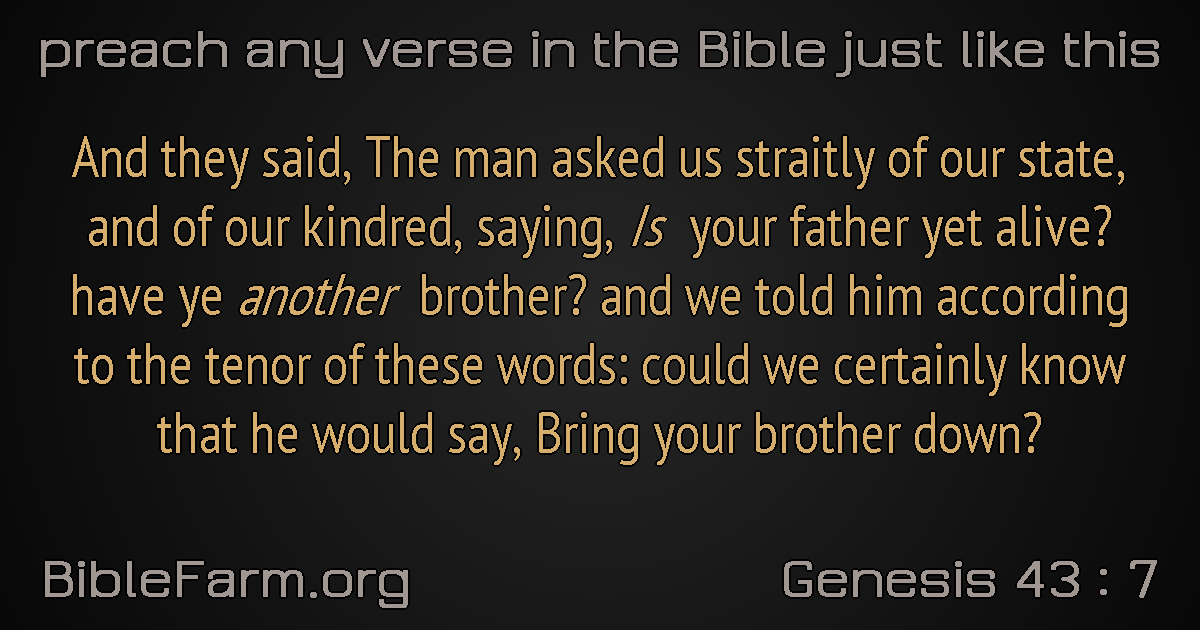 preach any verse in the Bible just like this
And they said, The man asked us straitly of our state,
and of our kindred, saying, Is your father yet alive?
have ye another brother? and we told him according
to the tenor of these words: could we certainly know
that he would say, Bring your brother down?
BibleFarm.org
Genesis 43 : 7